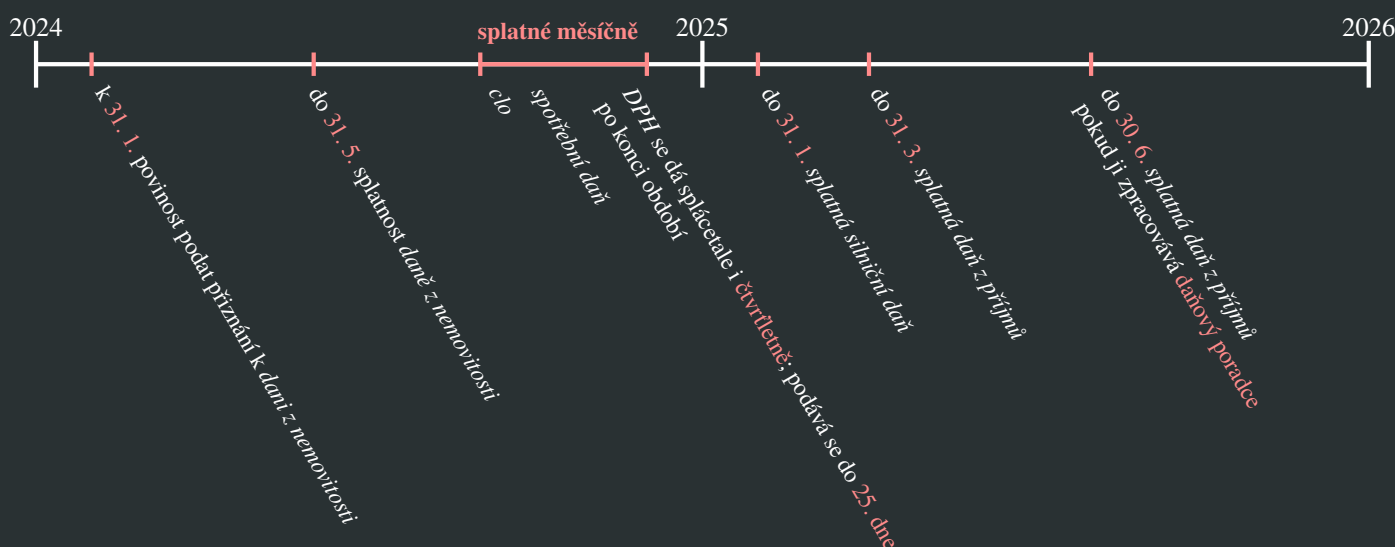 2024
splatné měsíčně
2025
2026
k 31. 1. povinost podat přiznání k dani z nemovitosti
do 31. 5. splatnost daně z nemovitosti
clo
spotřební daň
DPH se dá splácetale i čtvrťletně; podává se do 25. dne
po konci období
do 31. 1. splatná silniční daň
do 31. 3. splatná daň z příjmů
do 30. 6. splatná daň z příjmů
pokud ji zpracovává daňový poradce